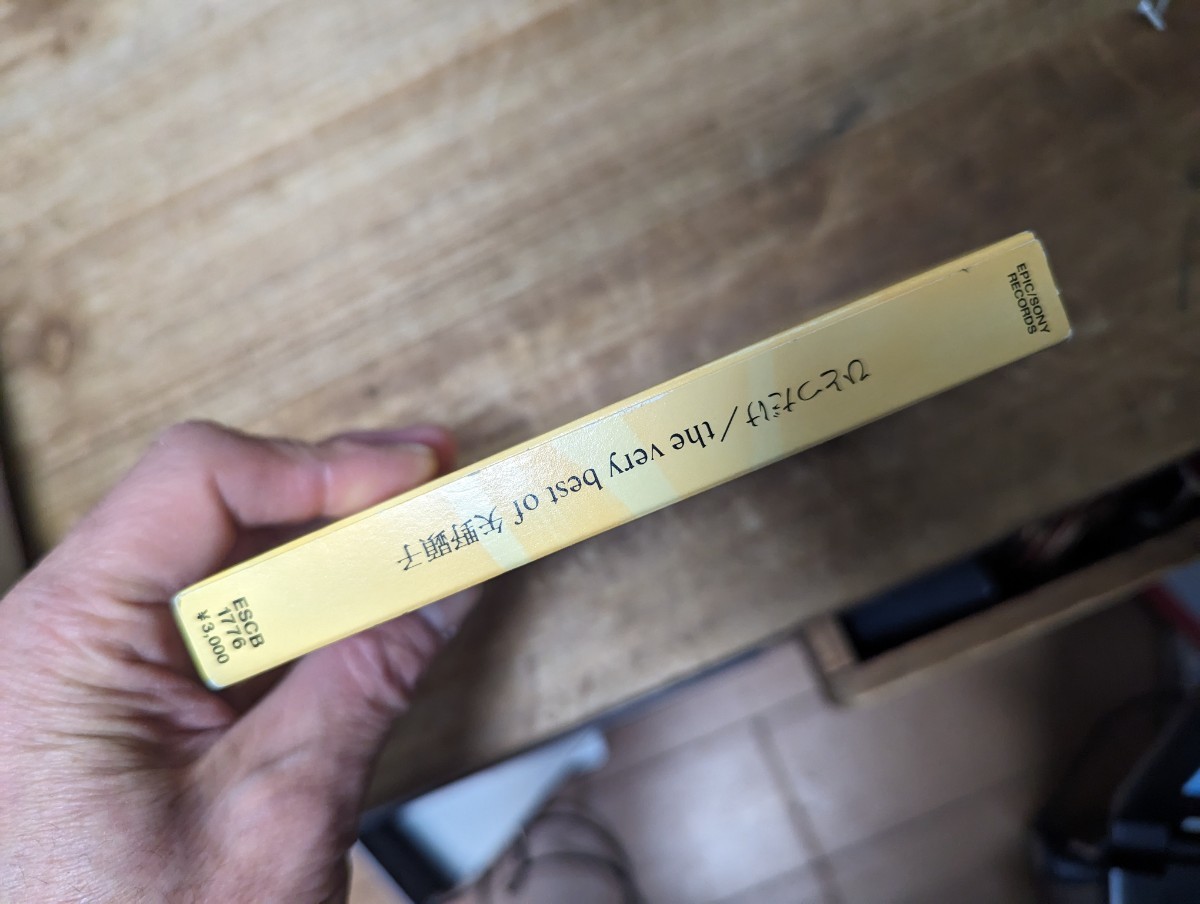 EPIC/SONY
RECORDS
ひとつだけ／the very best of 矢野顕子
ESCB
1776
¥3,000